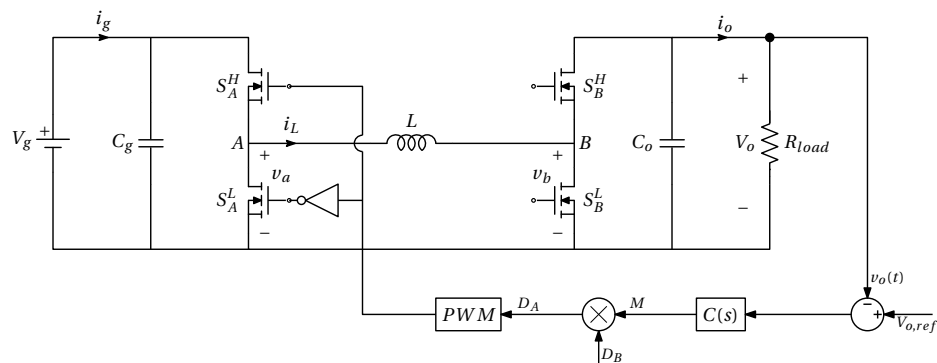 i_g
i_o
S_A^H
S_B^H
+
+
V_g
C_g
A
i_L
L
B
C_o
V_o
R_load
+
+
v_a
v_b
S_A^L
S_B^L
−
−
−
v_o(t)
−
PWM
D_A
×
M
C(s)
+
V_o,ref
D_B